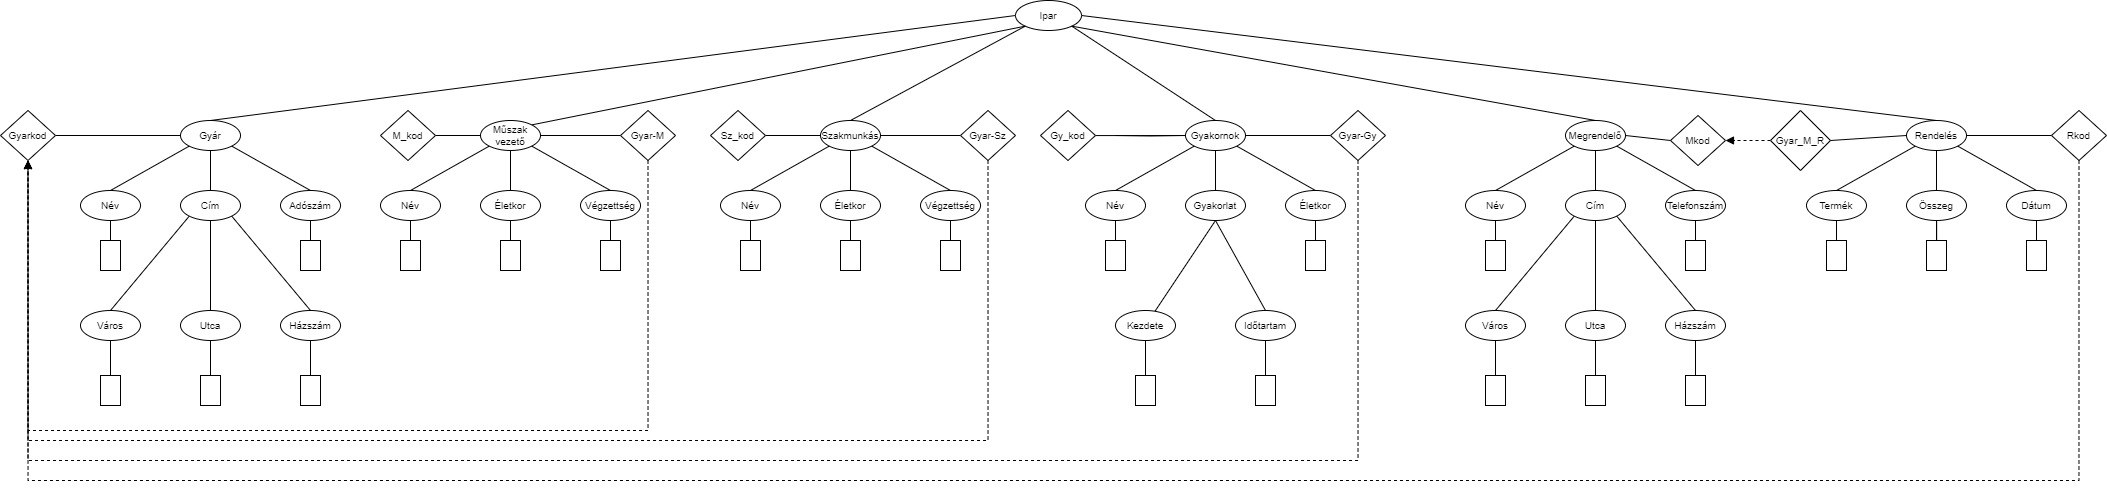 Ipar
Gyarkod
Gyár
M_kod
Műszak
vezető
Gyar-M
Sz_kod
Szakmunkás
Gyar-Sz
Gy_kod
Gyakornok
Gyar-Gy
Megrendelő
Mkod
Gyar_M_R
Rendelés
Rkod
Név
Cím
Adószám
Név
Életkor
Végzettség
Név
Életkor
Végzettség
Név
Gyakorlat
Életkor
Név
Cím
Telefonszám
Termék
Összeg
Dátum
Város
Utca
Házszám
Kezdete
Időtartam
Város
Utca
Házszám